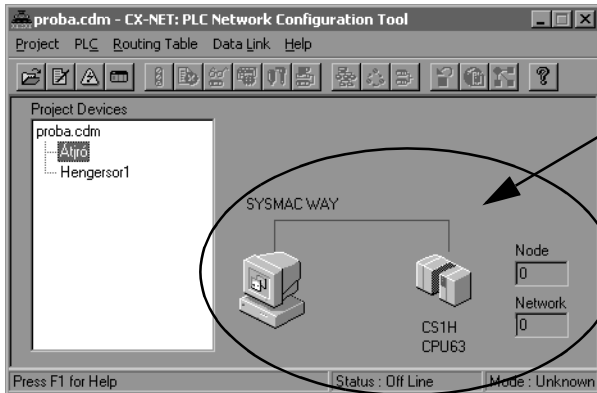 proba.cdm - CX-NET: PLC Network Configuration Tool
Project PLC Routing Table Data Link Help
Project Devices
proba.cdm
Átjró
Hengersor1
SYSMAC WAY
Node
0
Network
0
CS1H
CPU63
Press F1 for Help
Status : Off Line
Mode : Unknown